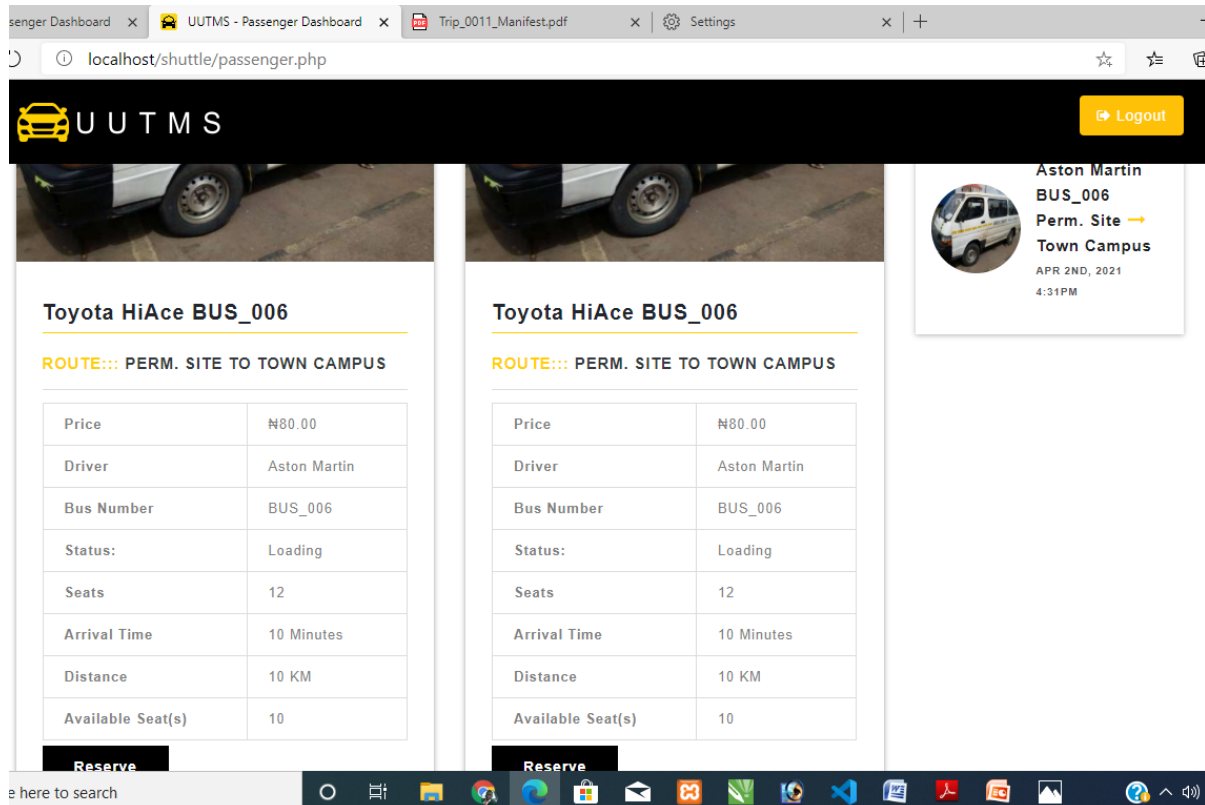 senger Dashboard
UUTMS - Passenger Dashboard
Trip_0011_Manifest.pdf
Settings
localhost/shuttle/passenger.php
UUTMS
Logout
Toyota HiAce BUS_006
ROUTE::: PERM. SITE TO TOWN CAMPUS
Price ₦80.00
Driver Aston Martin
Bus Number BUS_006
Status: Loading
Seats 12
Arrival Time 10 Minutes
Distance 10 KM
Available Seat(s) 10
Reserve
Toyota HiAce BUS_006
ROUTE::: PERM. SITE TO TOWN CAMPUS
Price ₦80.00
Driver Aston Martin
Bus Number BUS_006
Status: Loading
Seats 12
Arrival Time 10 Minutes
Distance 10 KM
Available Seat(s) 10
Reserve
Aston Martin
BUS_006
Perm. Site →
Town Campus
APR 2ND, 2021
4:31PM
e here to search